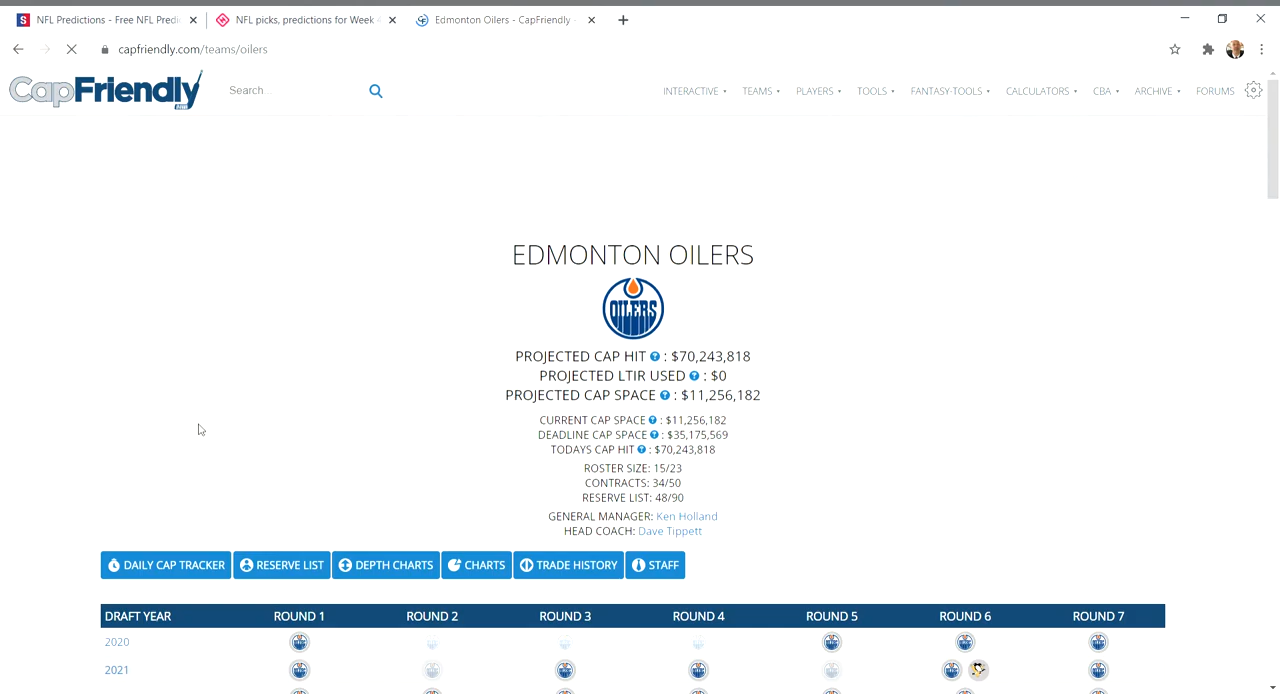 NFL Predictions - Free NFL Predi
NFL picks, predictions for Week 4
Edmonton Oilers - CapFriendly -
capfriendly.com/teams/oilers
CapFriendly
Search...
INTERACTIVE
TEAMS
PLAYERS
TOOLS
FANTASY-TOOLS
CALCULATORS
CBA
ARCHIVE
FORUMS
EDMONTON OILERS
OILERS
PROJECTED CAP HIT ? : $70,243,818
PROJECTED LTIR USED ? : $0
PROJECTED CAP SPACE ? : $11,256,182
CURRENT CAP SPACE ? : $11,256,182
DEADLINE CAP SPACE ? : $35,175,569
TODAYS CAP HIT ? : $70,243,818
ROSTER SIZE: 15/23
CONTRACTS: 34/50
RESERVE LIST: 48/90
GENERAL MANAGER: Ken Holland
HEAD COACH: Dave Tippett
DAILY CAP TRACKER
RESERVE LIST
DEPTH CHARTS
CHARTS
TRADE HISTORY
STAFF
DRAFT YEAR ROUND 1 ROUND 2 ROUND 3 ROUND 4 ROUND 5 ROUND 6 ROUND 7
2020
2021